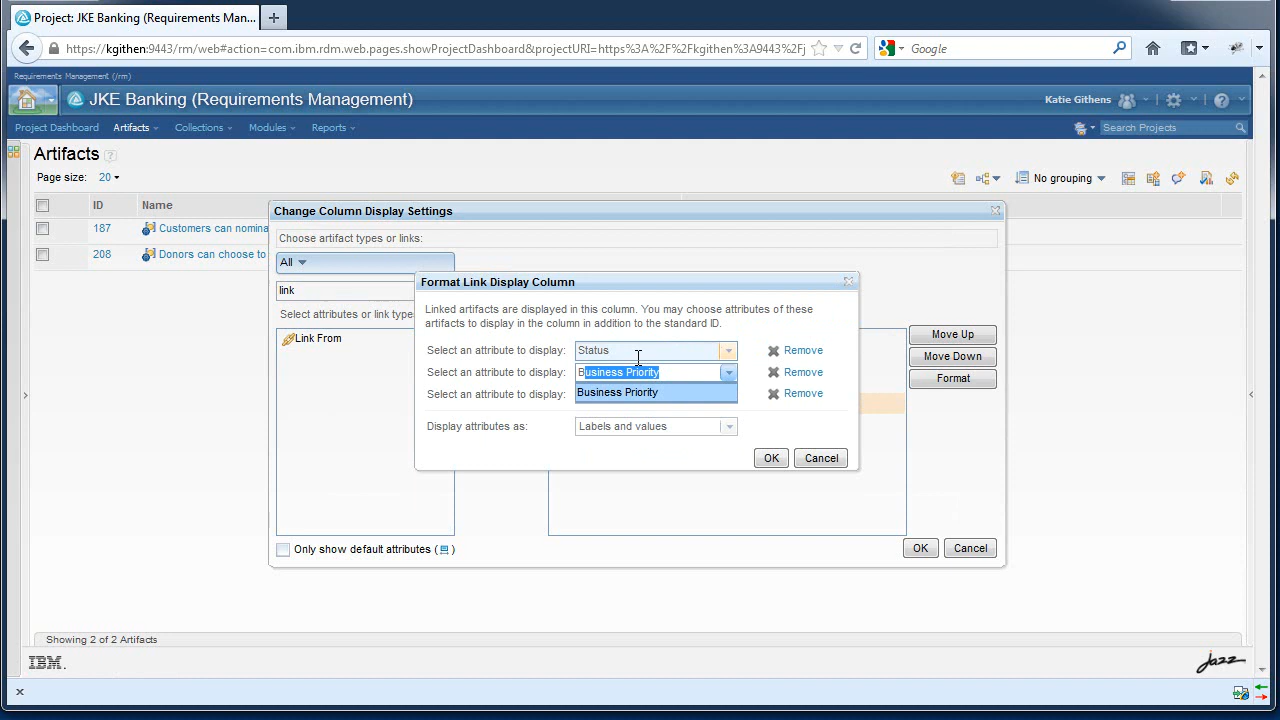 Project: JKE Banking (Requirements Man...
https://kgithen:9443/rm/web#action=com.ibm.rdm.web.pages.showProjectDashboard&projectURI=http%3A%2F%2Fkgithen%3A9443%2Fj
Google
Requirements Management (/rm)
JKE Banking (Requirements Management)
Katie Githens
Project Dashboard
Artifacts
Collections
Modules
Reports
Search Projects
Artifacts
Page size: 20
No grouping
ID
Name
187
Customers can nomina
208
Donors can choose to
Change Column Display Settings
Choose artifact types or links:
All
link
Select attributes or link type
Link From
Move Up
Move Down
Format
Format Link Display Column
Linked artifacts are displayed in this column. You may choose attributes of these
artifacts to display in the column in addition to the standard ID.
Select an attribute to display: Status Remove
Select an attribute to display: Business Priority Remove
Business Priority
Select an attribute to display: Remove
Display attributes as: Labels and values
OK
Cancel
Only show default attributes ( )
OK
Cancel
Showing 2 of 2 Artifacts
IBM.
jazz